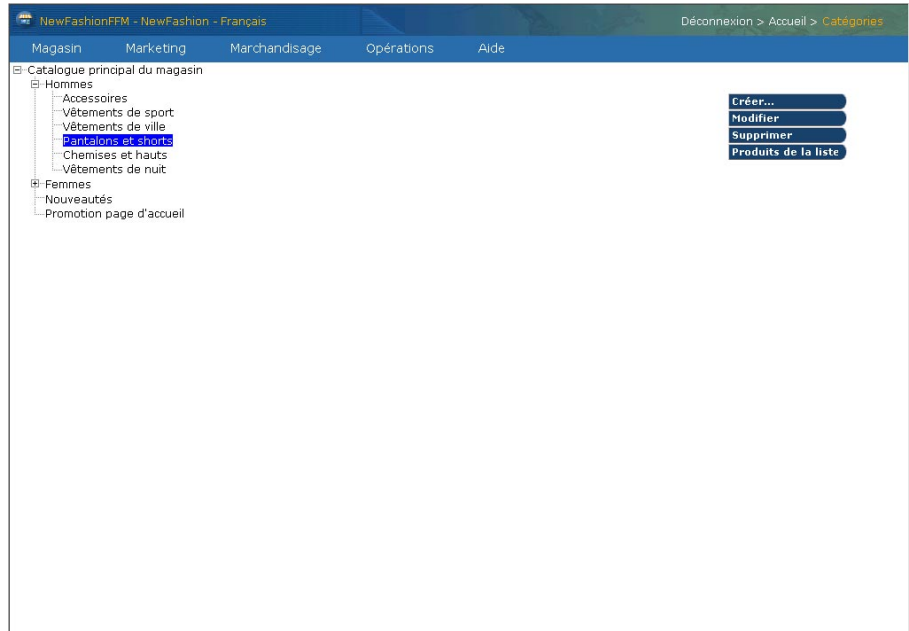 NewFashionFFM - NewFashion - Français
Déconnexion > Accueil > Catégories
Magasin Marketing Marchandisage Opérations Aide
Catalogue principal du magasin
Hommes
Accessoires
Vêtements de sport
Vêtements de ville
Pantalons et shorts
Chemises et hauts
Vêtements de nuit
Femmes
Nouveautés
Promotion page d'accueil
Créer...
Modifier
Supprimer
Produits de la liste